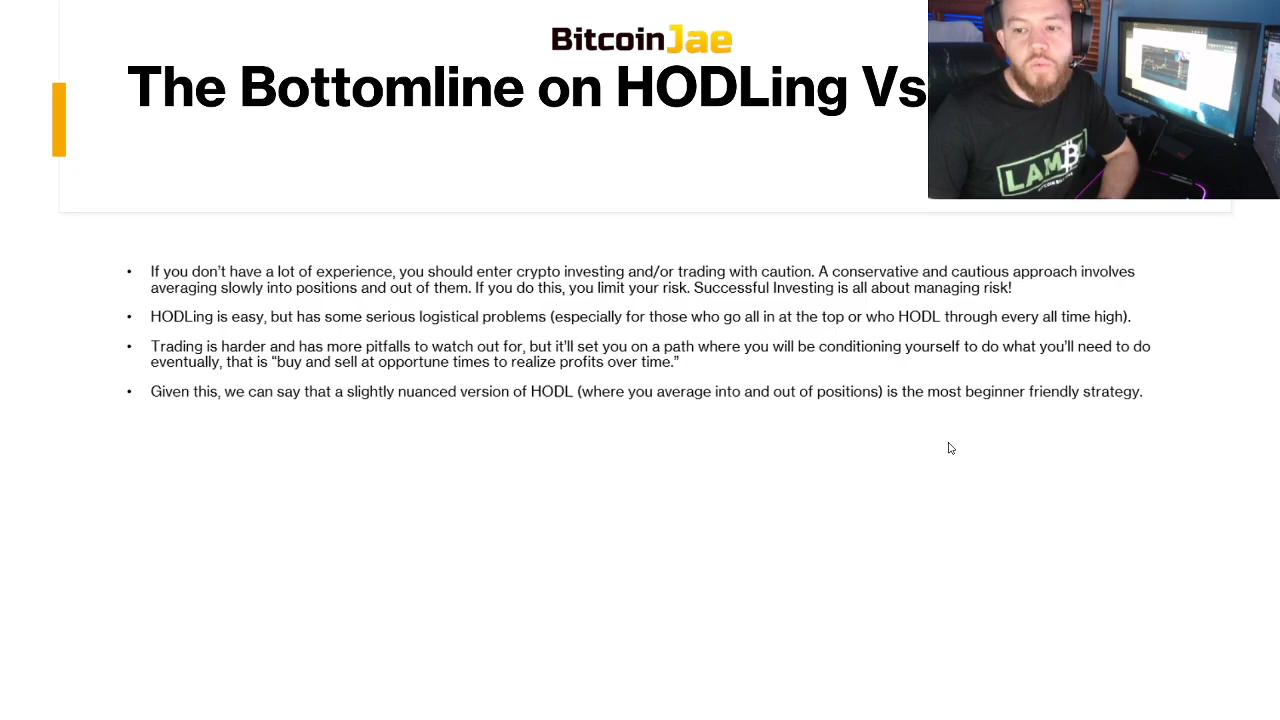 BitcoinJae
The Bottomline on HODLing Vs
• If you don’t have a lot of experience, you should enter crypto investing and/or trading with caution. A conservative and cautious approach involves
averaging slowly into positions and out of them. If you do this, you limit your risk. Successful Investing is all about managing risk!
• HODLing is easy, but has some serious logistical problems (especially for those who go all in at the top or who HODL through every all time high).
• Trading is harder and has more pitfalls to watch out for, but it’ll set you on a path where you will be conditioning yourself to do what you’ll need to do
eventually, that is “buy and sell at opportune times to realize profits over time.”
• Given this, we can say that a slightly nuanced version of HODL (where you average into and out of positions) is the most beginner friendly strategy.